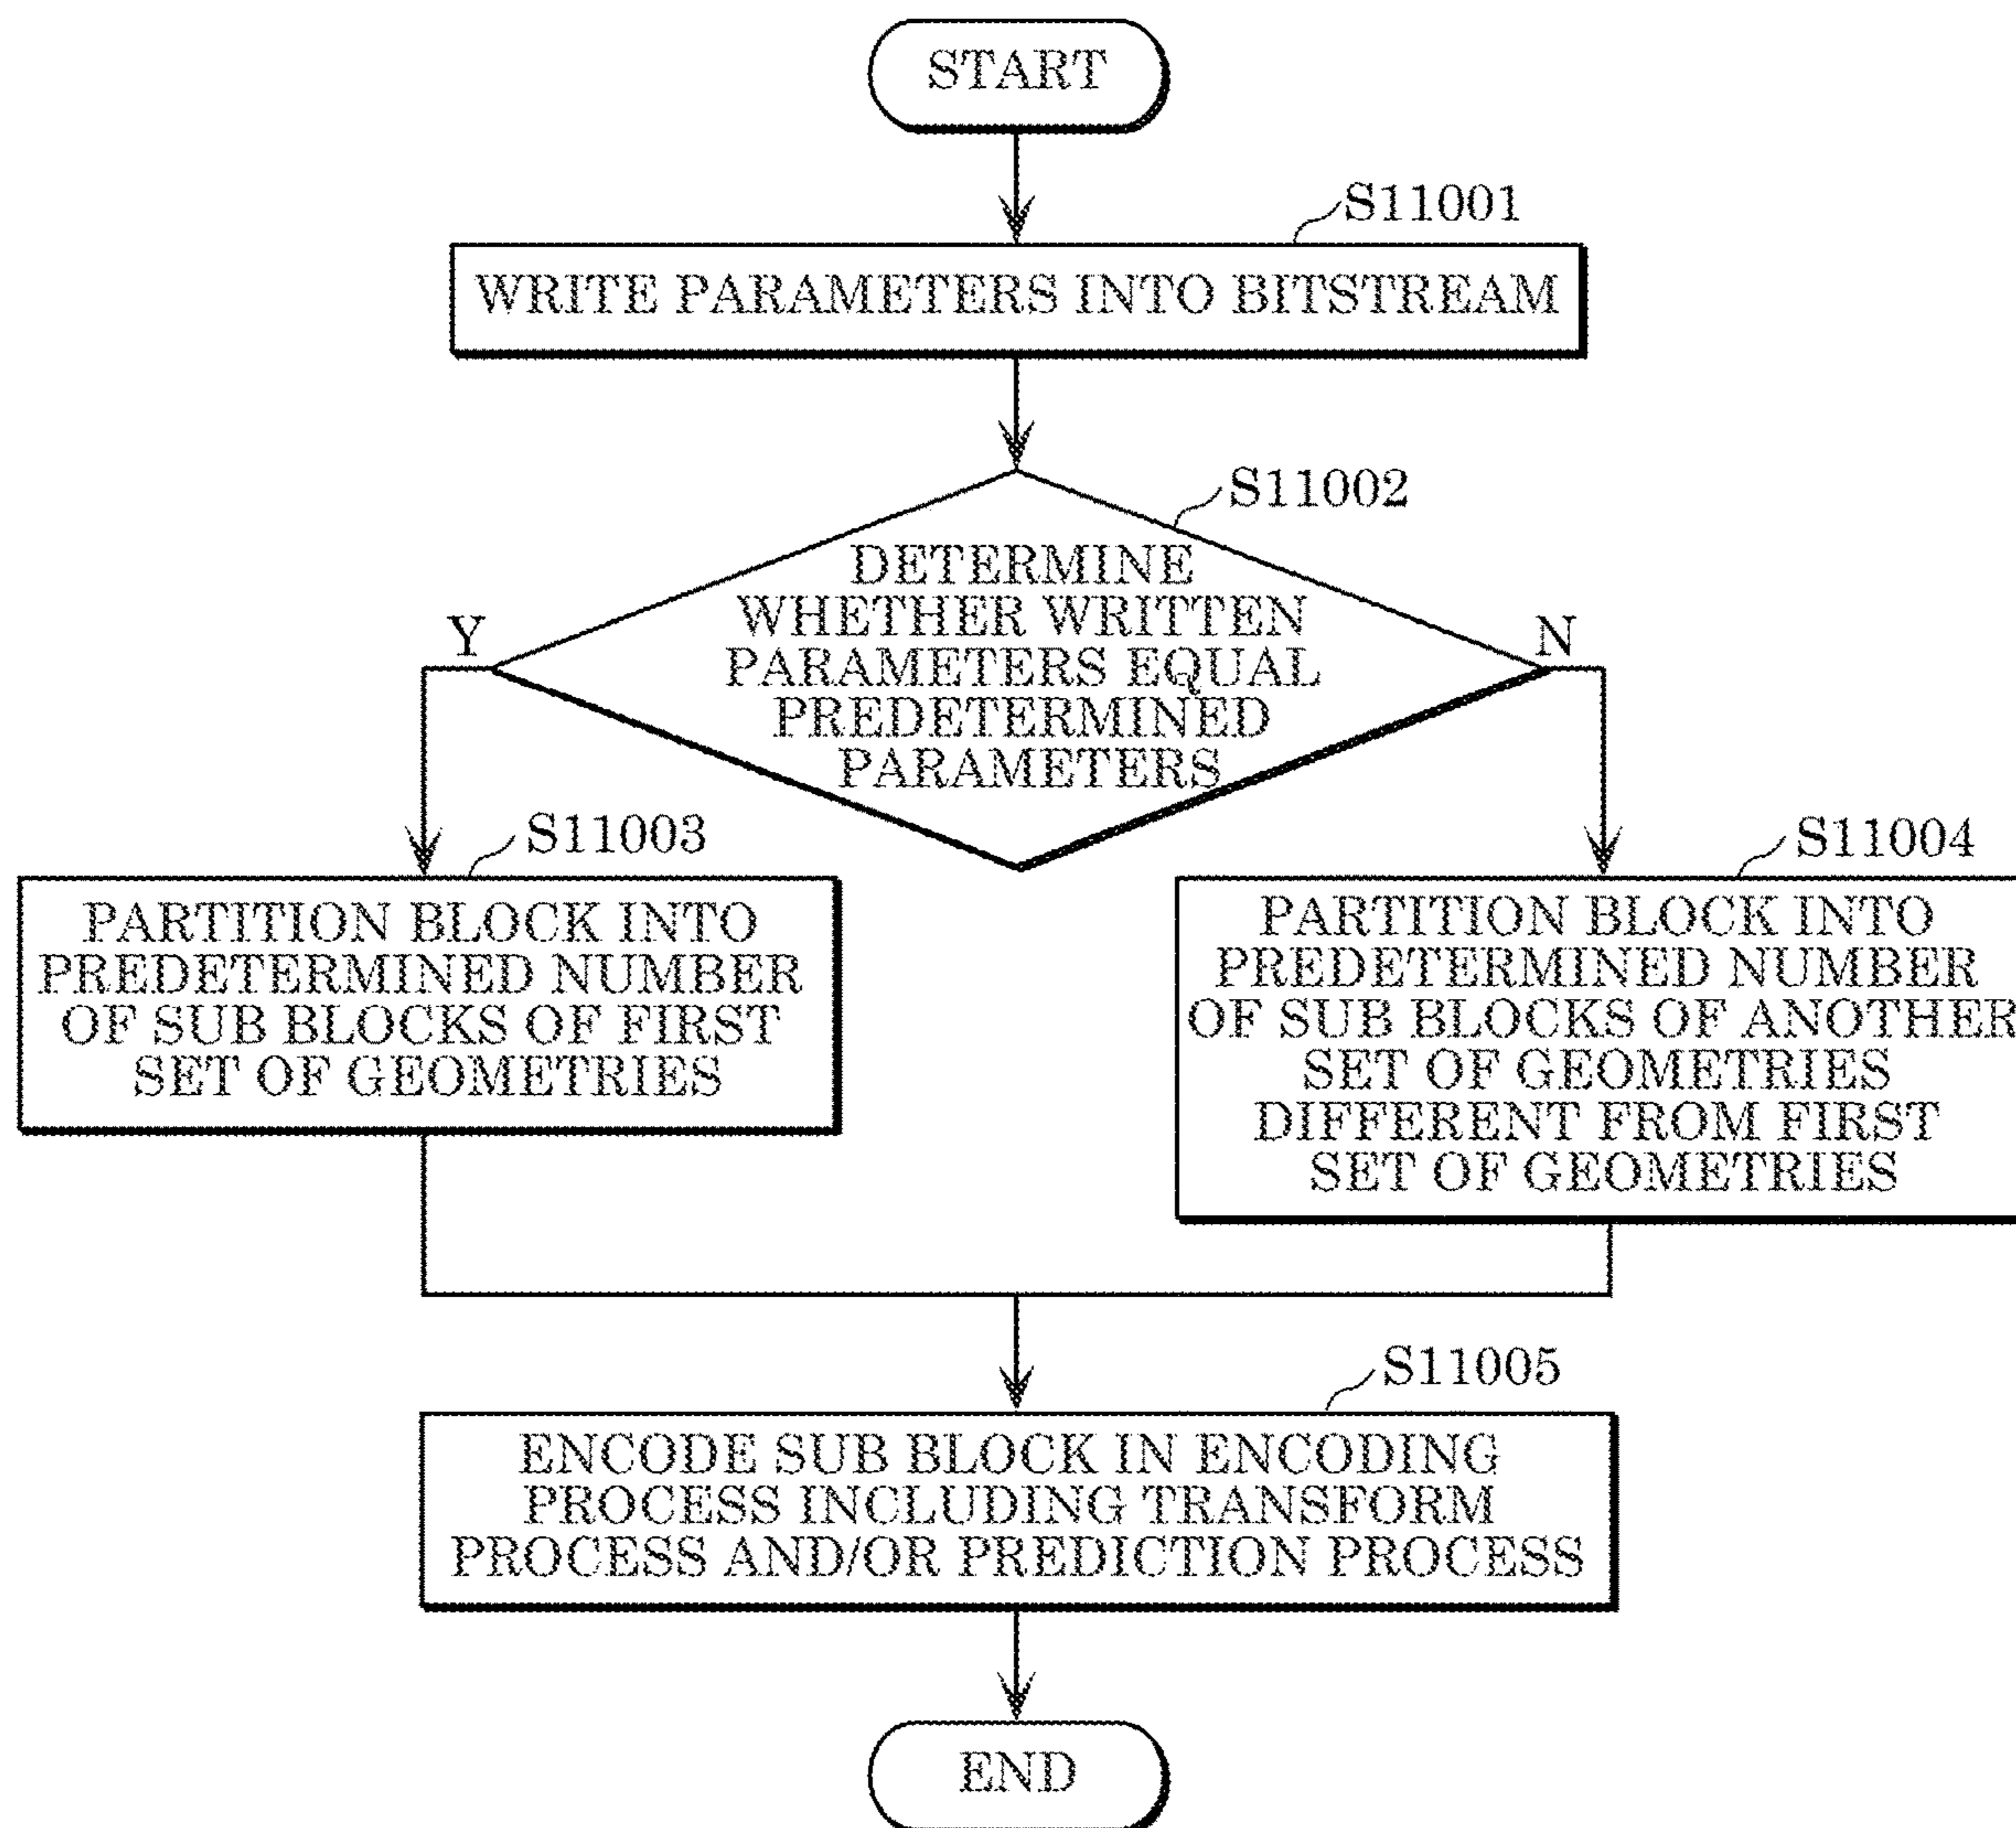 START
S11001
WRITE PARAMETERS INTO BITSTREAM
S11002
DETERMINE
WHETHER WRITTEN
PARAMETERS EQUAL
PREDETERMINED
PARAMETERS
Y
N
S11003
PARTITION BLOCK INTO
PREDETERMINED NUMBER
OF SUB BLOCKS OF FIRST
SET OF GEOMETRIES
S11004
PARTITION BLOCK INTO
PREDETERMINED NUMBER
OF SUB BLOCKS OF ANOTHER
SET OF GEOMETRIES
DIFFERENT FROM FIRST
SET OF GEOMETRIES
S11005
ENCODE SUB BLOCK IN ENCODING
PROCESS INCLUDING TRANSFORM
PROCESS AND/OR PREDICTION PROCESS
END